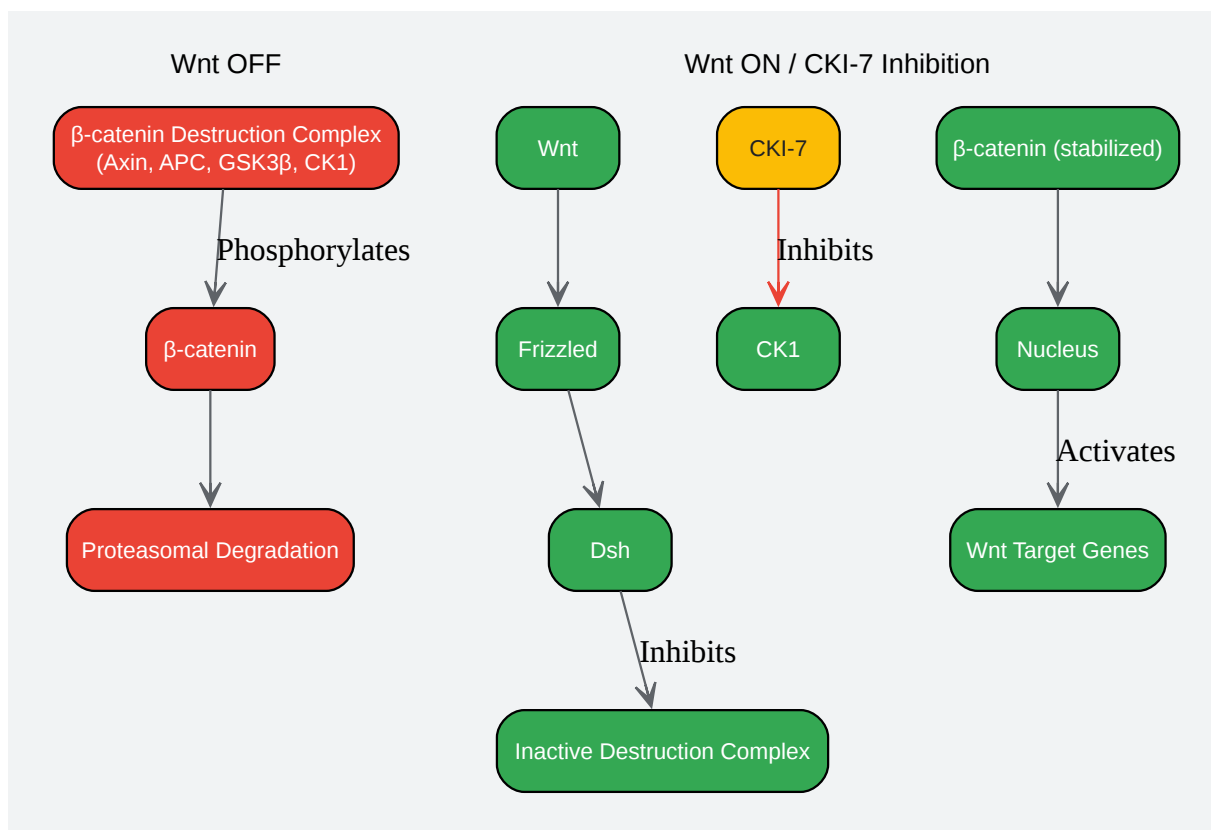 Wnt OFF
Wnt ON / CKI-7 Inhibition
β-catenin Destruction Complex
(Axin, APC, GSK3β, CK1)
Wnt
CKI-7
β-catenin (stabilized)
Phosphorylates
Inhibits
β-catenin
Frizzled
CK1
Nucleus
Activates
Proteasomal Degradation
Dsh
Wnt Target Genes
Inhibits
Inactive Destruction Complex